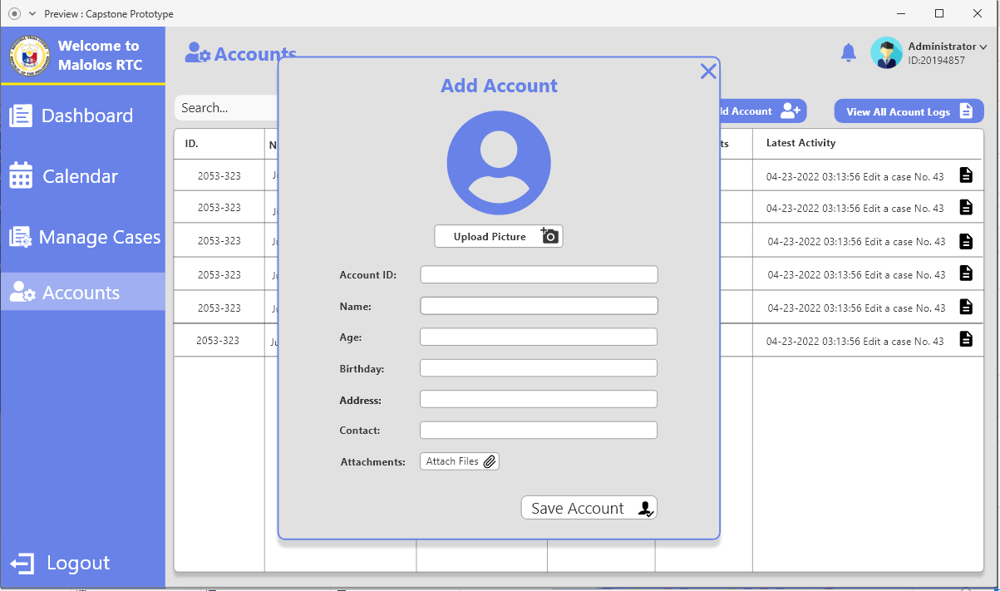 Preview : Capstone Prototype
Welcome to
Malolos RTC
Dashboard
Calendar
Manage Cases
Accounts
Logout
Accounts
Administrator
ID:20194857
Search...
Account
View All Acount Logs
ID.
Latest Activity
2053-323
04-23-2022 03:13:56 Edit a case No. 43
2053-323
04-23-2022 03:13:56 Edit a case No. 43
2053-323
04-23-2022 03:13:56 Edit a case No. 43
2053-323
04-23-2022 03:13:56 Edit a case No. 43
2053-323
04-23-2022 03:13:56 Edit a case No. 43
2053-323
04-23-2022 03:13:56 Edit a case No. 43
Add Account
Upload Picture
Account ID:
Name:
Age:
Birthday:
Address:
Contact:
Attachments:
Attach Files
Save Account